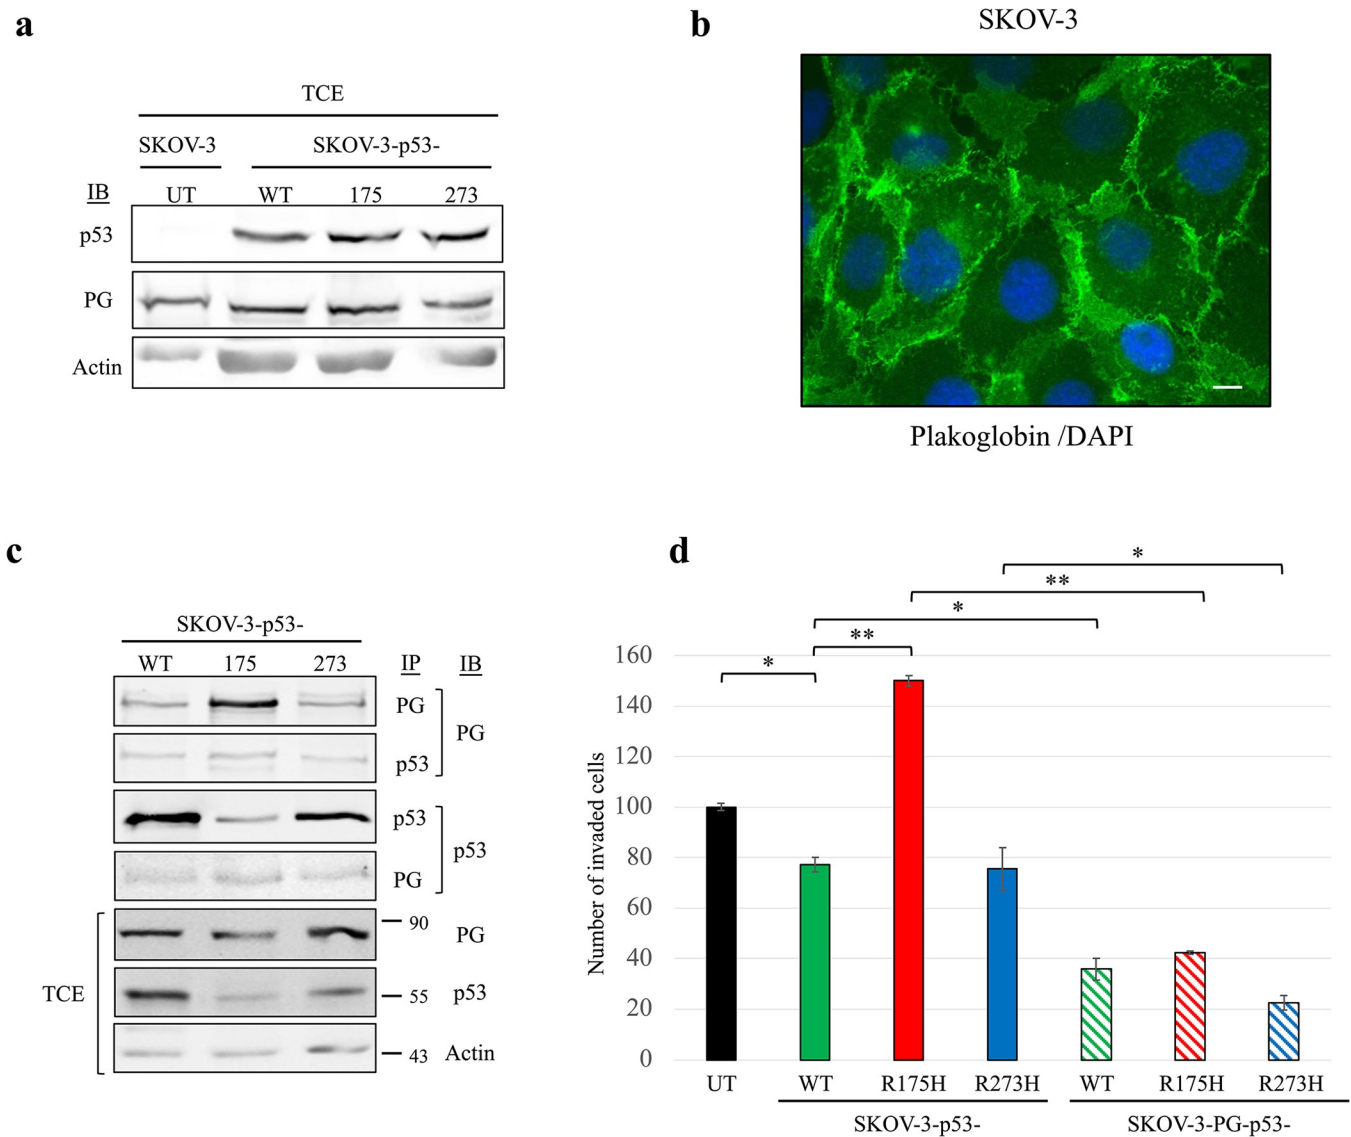 a
TCE
SKOV-3 SKOV-3-p53-
IB UT WT 175 273
p53
PG
Actin
b
SKOV-3
Plakoglobin /DAPI
c
SKOV-3-p53-
WT 175 273 IP IB
PG
PG
p53
p53
p53
PG
90
PG
TCE
55 p53
43 Actin
d
*
**
*
**
*
Number of invaded cells
160
140
120
100
80
60
40
20
0
UT WT R175H R273H WT R175H R273H
SKOV-3-p53- SKOV-3-PG-p53-